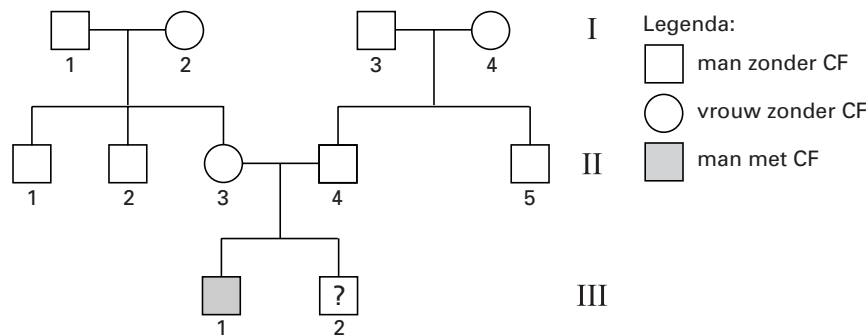 I
Legenda:
1 2 3 4
man zonder CF
vrouw zonder CF
II
man met CF
1 2 3 4 5
?
III
1 2